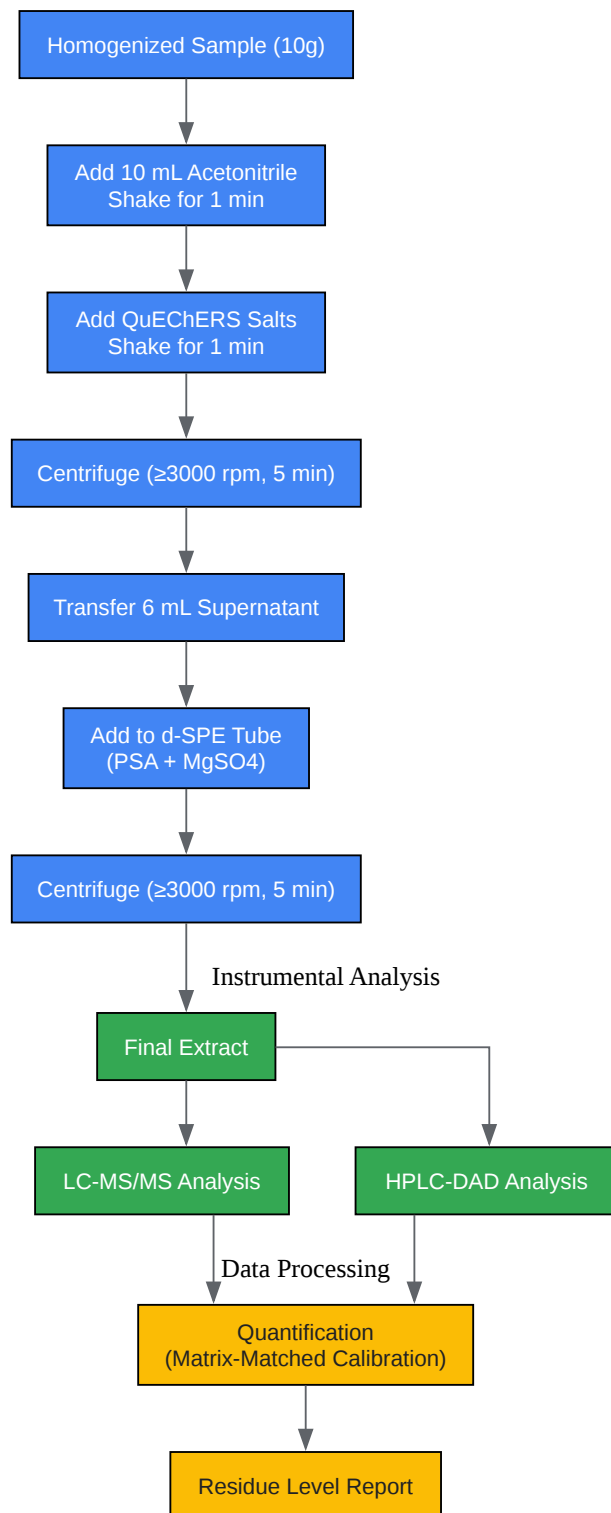 Homogenized Sample (10g)
Add 10 mL Acetonitrile
Shake for 1 min
Add QuEChERS Salts
Shake for 1 min
Centrifuge (≥3000 rpm, 5 min)
Transfer 6 mL Supernatant
Add to d-SPE Tube
(PSA + MgSO4)
Centrifuge (≥3000 rpm, 5 min)
Instrumental Analysis
Final Extract
LC-MS/MS Analysis
HPLC-DAD Analysis
Data Processing
Quantification
(Matrix-Matched Calibration)
Residue Level Report